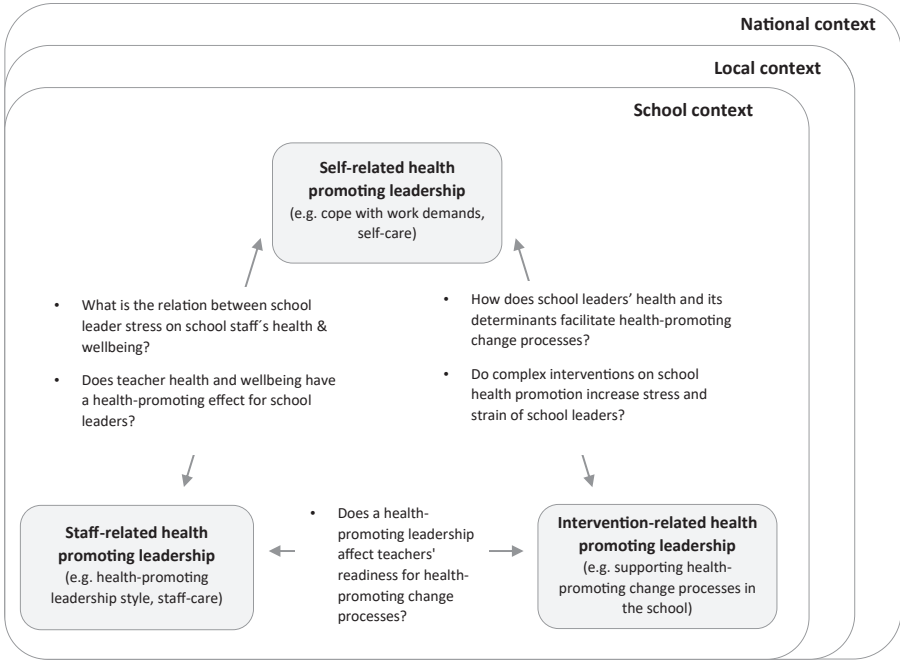 National context
Local context
School context
Self-related health
promoting leadership
(e.g. cope with work demands,
self-care)
• What is the relation between school
leader stress on school staff´s health &
wellbeing?
• Does teacher health and wellbeing have
a health-promoting effect for school
leaders?
• How does school leaders’ health and its
determinants facilitate health-promoting
change processes?
• Do complex interventions on school
health promotion increase stress and
strain of school leaders?
Staff-related health
promoting leadership
(e.g. health-promoting
leadership style, staff-care)
• Does a health-
promoting leadership
affect teachers'
readiness for health-
promoting change
processes?
Intervention-related health
promoting leadership
(e.g. supporting health-
promoting change processes in
the school)